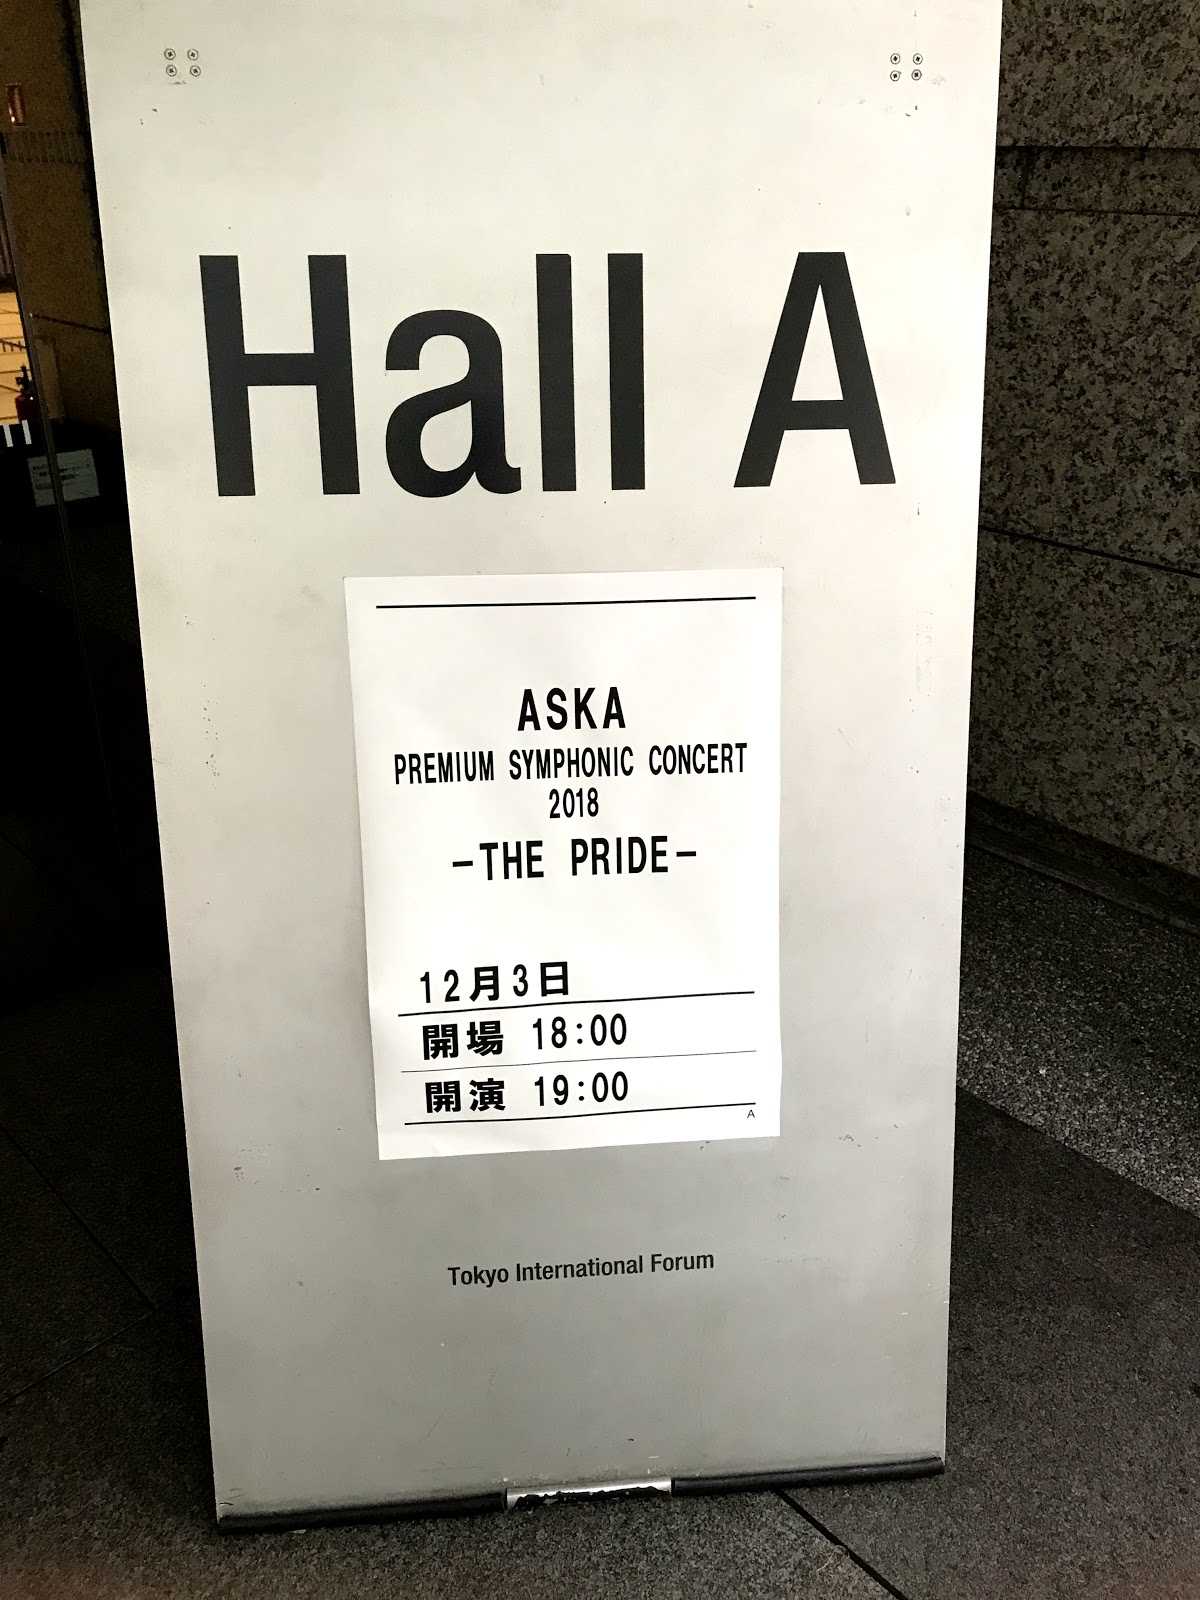 Hall A
ASKA
PREMIUM SYMPHONIC CONCERT
2018
−THE PRIDE−
12月3日
開場 18:00
開演 19:00
A
Tokyo International Forum